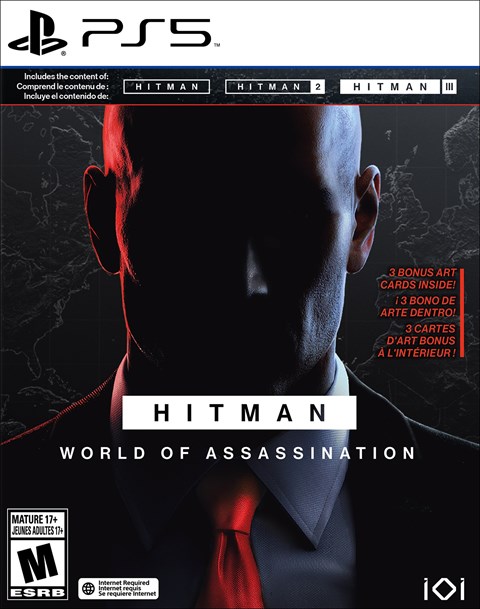 PS5
Includes the content of:
Comprend le contenu de :
Incluye el contenido de:
HITMAN
HITMAN 2
HITMAN III
3 BONUS ART
CARDS INSIDE!
¡ 3 BONO DE
ARTE DENTRO!
3 CARTES
D'ART BONUS
À L'INTÉRIEUR !
HITMAN
WORLD OF ASSASSINATION
MATURE 17+
JEUNES ADULTES 17+
M
®
ESRB
Internet Required
Internet requis
Se requiere Internet
IOI